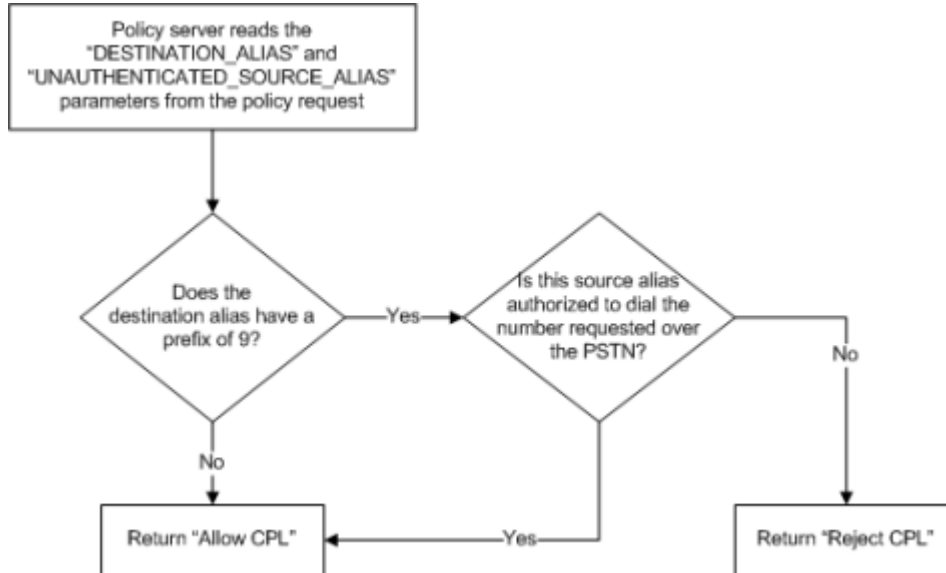 Policy server reads the
“DESTINATION_ALIAS” and
“UNAUTHENTICATED_SOURCE_ALIAS”
parameters from the policy request
Does the
destination alias have a
prefix of 9?
Yes
Is this source alias
authorized to dial the
number requested over
the PSTN?
No
No
Return “Allow CPL”
Yes
Return “Reject CPL”